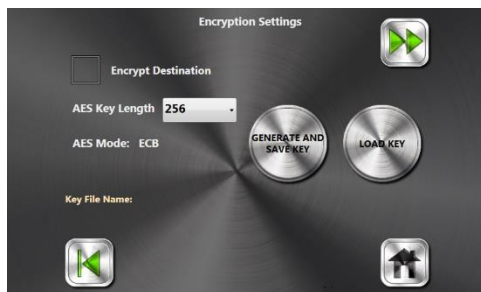 Encryption Settings
Encrypt Destination
AES Key Length 256
AES Mode: ECB
GENERATE AND
SAVE KEY
LOAD KEY
Key File Name: